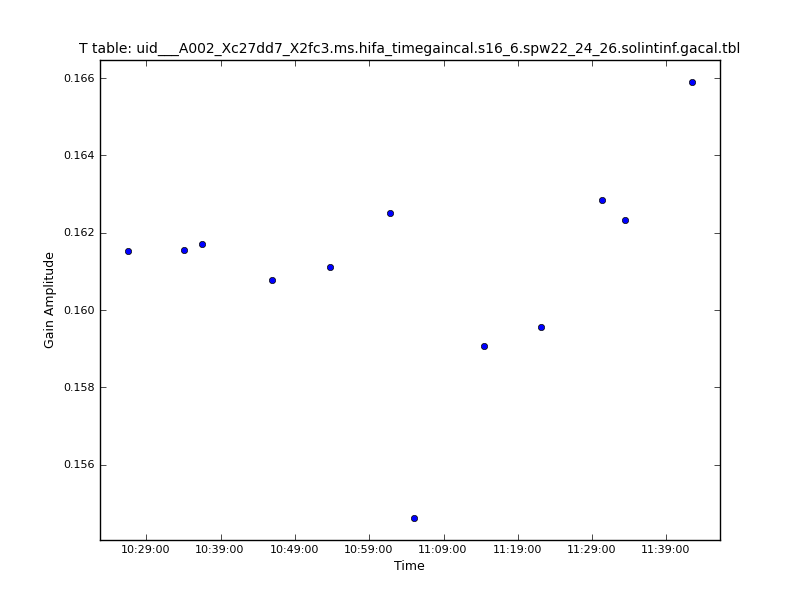 T table: uid___A002_Xc27dd7_X2fc3.ms.hifa_timegaincal.s16_6.spw22_24_26.solintinf.gacal.tbl
0.166
0.164
0.162
0.160
0.158
0.156
Gain Amplitude
10:29:00 10:39:00 10:49:00 10:59:00 11:09:00 11:19:00 11:29:00 11:39:00
Time